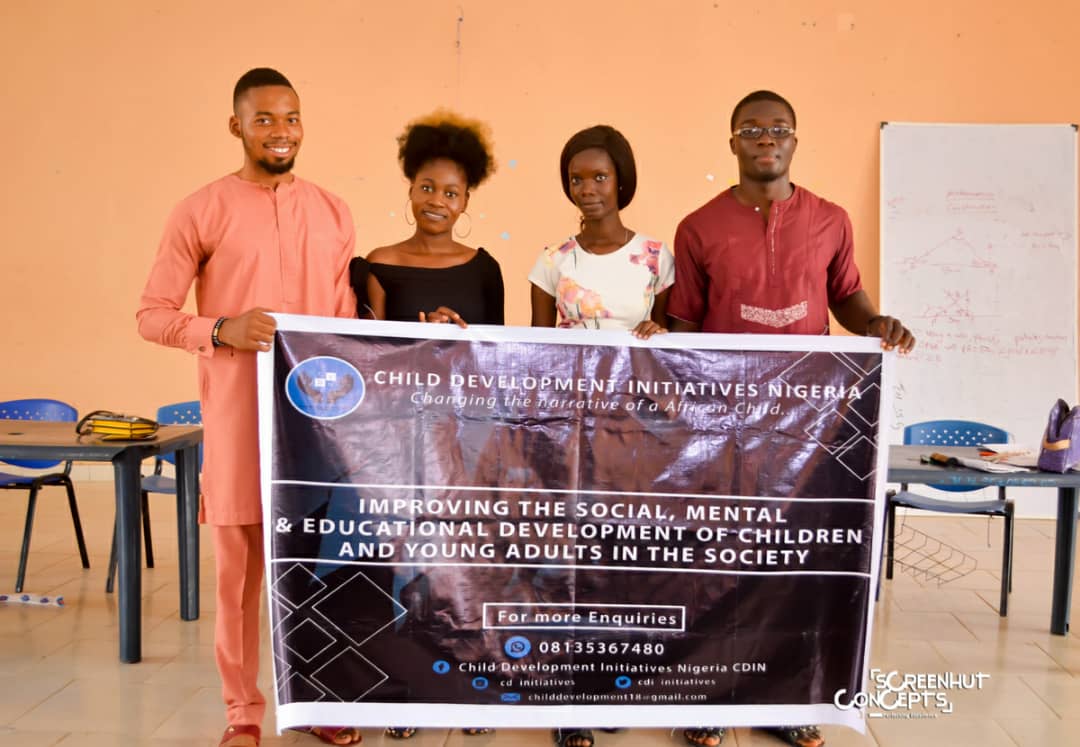 CHILD DEVELOPMENT INITIATIVES NIGERIA
Changing the narrative of a African Child...
IMPROVING THE SOCIAL, MENTAL
& EDUCATIONAL DEVELOPMENT OF CHILDREN
AND YOUNG ADULTS IN THE SOCIETY
For more Enquiries
08135367480
Child Development Initiatives Nigeria CDIN
cd_initiatives
cdi_initiatives
childdevelopment18@gmail.com
SCREENHUT
CONCEPTS